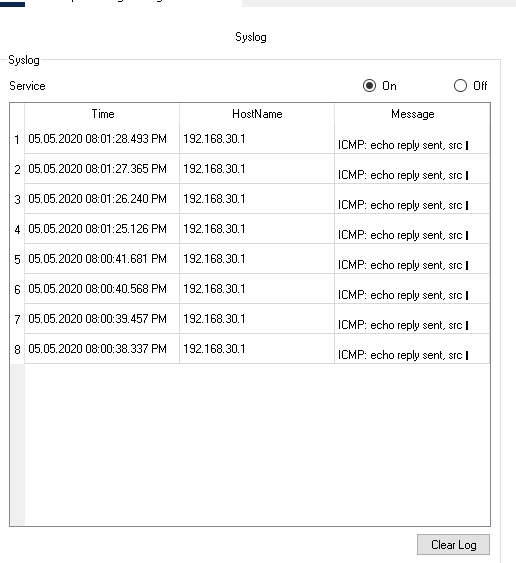 Syslog
Syslog
Service On Off
Time HostName Message
1 05.05.2020 08:01:28.493 PM 192.168.30.1 ICMP: echo reply sent, src
2 05.05.2020 08:01:27.365 PM 192.168.30.1 ICMP: echo reply sent, src
3 05.05.2020 08:01:26.240 PM 192.168.30.1 ICMP: echo reply sent, src
4 05.05.2020 08:01:25.126 PM 192.168.30.1 ICMP: echo reply sent, src
5 05.05.2020 08:00:41.681 PM 192.168.30.1 ICMP: echo reply sent, src
6 05.05.2020 08:00:40.568 PM 192.168.30.1 ICMP: echo reply sent, src
7 05.05.2020 08:00:39.457 PM 192.168.30.1 ICMP: echo reply sent, src
8 05.05.2020 08:00:38.337 PM 192.168.30.1 ICMP: echo reply sent, src
Clear Log